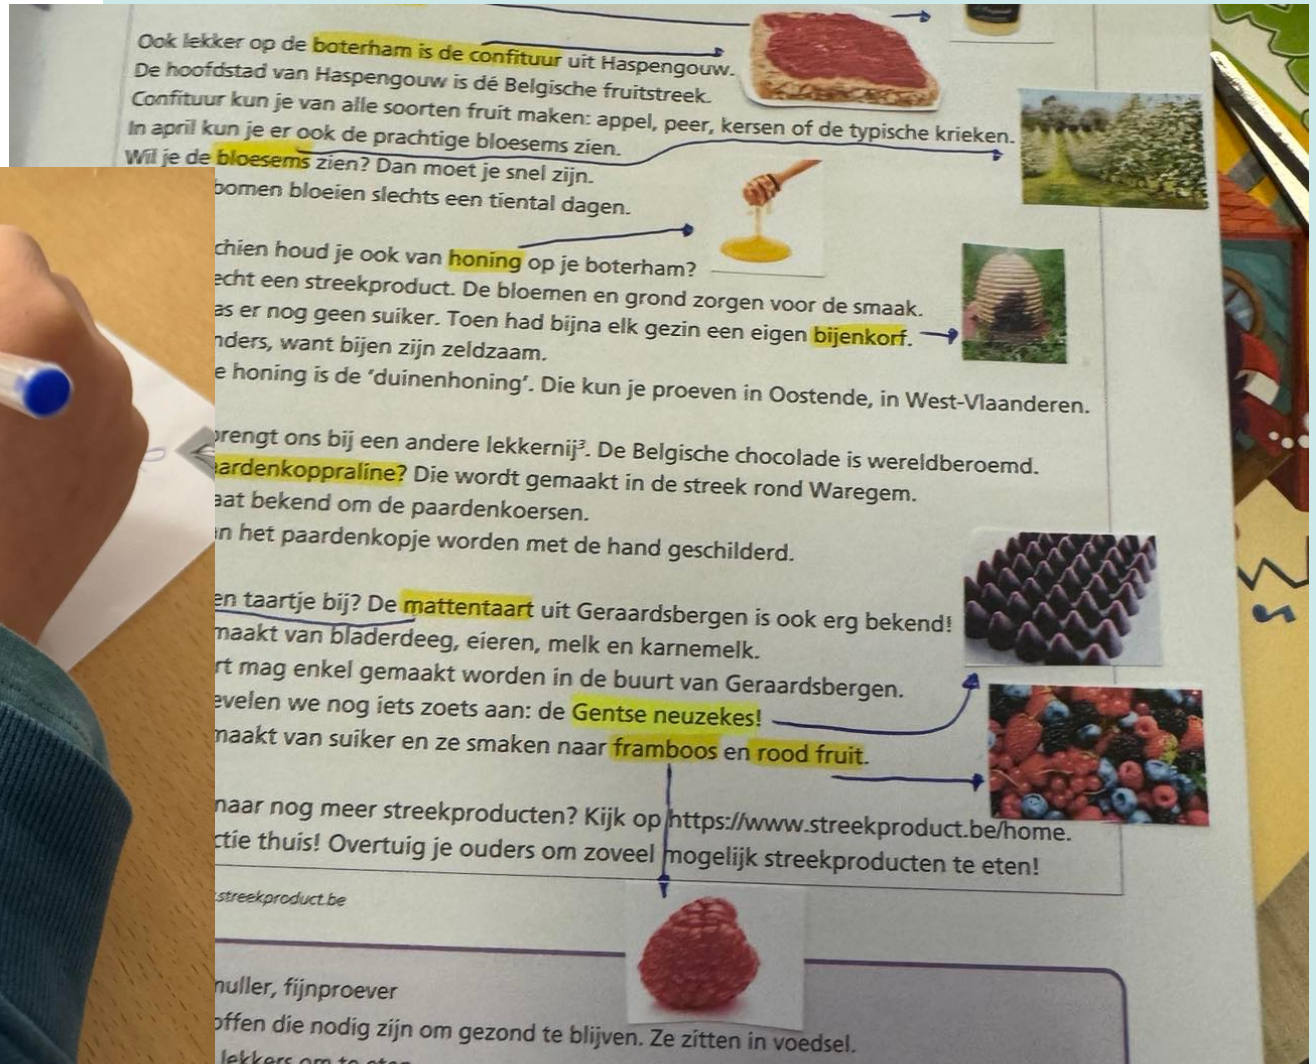 Ook lekker op de boterham is de confituur uit Haspengouw.
De hoofdstad van Haspengouw is dé Belgische fruitstreek.
Confituur kun je van alle soorten fruit maken: appel, peer, kersen of de typische krieken.
In april kun je er ook de prachtige bloesems zien.
Wil je de bloesems zien? Dan moet je snel zijn.
bomen bloeien slechts een tiental dagen.
chien houd je ook van honing op je boterham?
echt een streekproduct. De bloemen en grond zorgen voor de smaak.
as er nog geen suiker. Toen had bijna elk gezin een eigen bijenkorf.
nders, want bijen zijn zeldzaam.
e honing is de ‘duinenhoning’. Die kun je proeven in Oostende, in West-Vlaanderen.
brengt ons bij een andere lekkernij³. De Belgische chocolade is wereldberoemd.
aardenkoppraline? Die wordt gemaakt in de streek rond Waregem.
aat bekend om de paardenkoersen.
n het paardenkopje worden met de hand geschilderd.
en taartje bij? De mattentaart uit Geraardsbergen is ook erg bekend!
maakt van bladerdeeg, eieren, melk en karnemelk.
rt mag enkel gemaakt worden in de buurt van Geraardsbergen.
evelen we nog iets zoets aan: de Gentse neuzekes!
maakt van suiker en ze smaken naar framboos en rood fruit.
naar nog meer streekproducten? Kijk op https://www.streekproduct.be/home.
ctie thuis! Overtuig je ouders om zoveel mogelijk streekproducten te eten!
streekproduct.be
muller, fijnproever
offen die nodig zijn om gezond te blijven. Ze zitten in voedsel.
lekkers om te eten